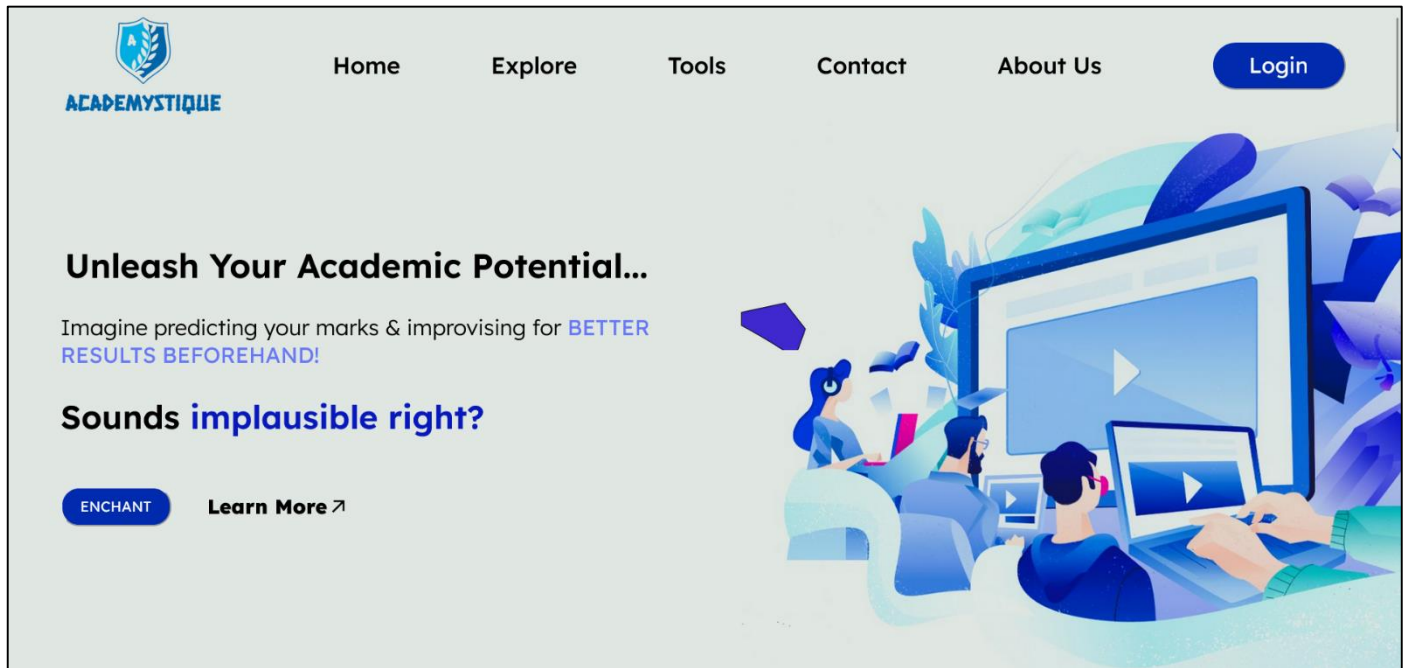 A
ACADEMYSTIQUE
Home Explore Tools Contact About Us Login
Unleash Your Academic Potential...
Imagine predicting your marks & improvising for BETTER
RESULTS BEFOREHAND!
Sounds implausible right?
ENCHANT Learn More↗